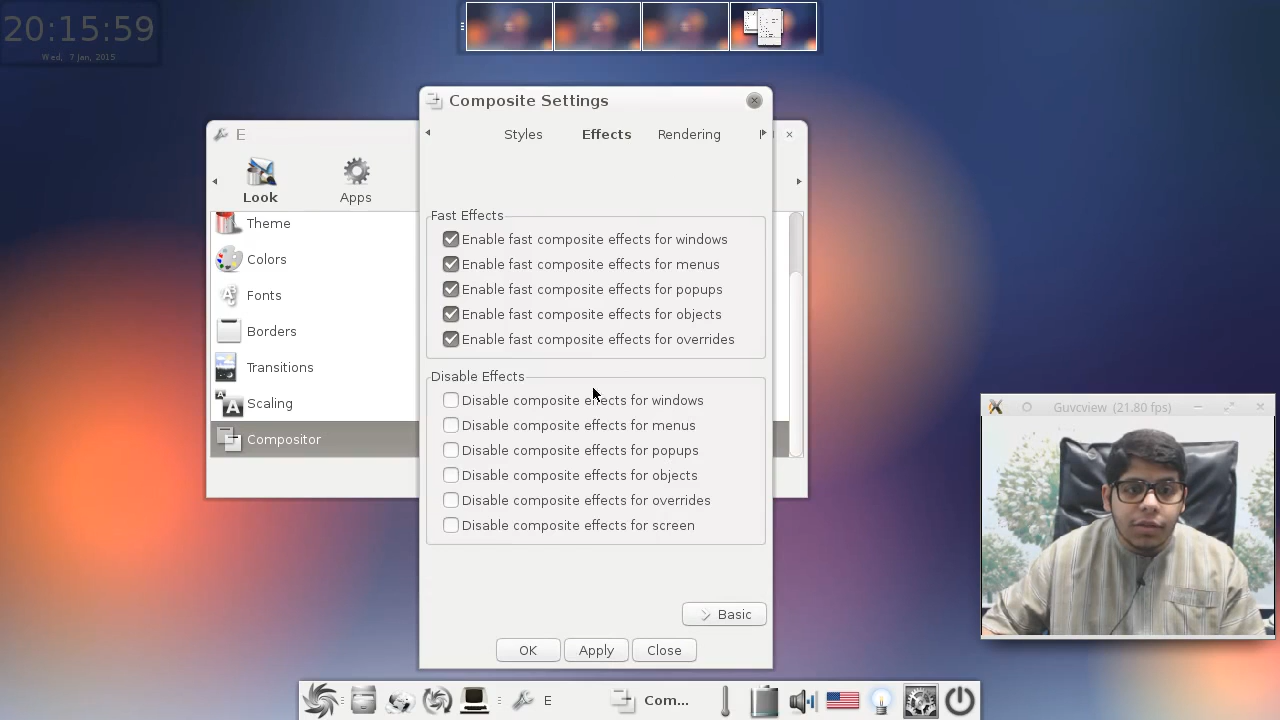 20:15:59
Wed, 7 Jan, 2015
Composite Settings
E
Styles
Effects
Rendering
Look
Apps
Theme
Colors
Fonts
Borders
Transitions
Scaling
Compositor
Fast Effects
Enable fast composite effects for windows
Enable fast composite effects for menus
Enable fast composite effects for popups
Enable fast composite effects for objects
Enable fast composite effects for overrides
Disable Effects
Disable composite effects for windows
Disable composite effects for menus
Disable composite effects for popups
Disable composite effects for objects
Disable composite effects for overrides
Disable composite effects for screen
Basic
OK
Apply
Close
Guvcview (21.80 fps)
E
Com...